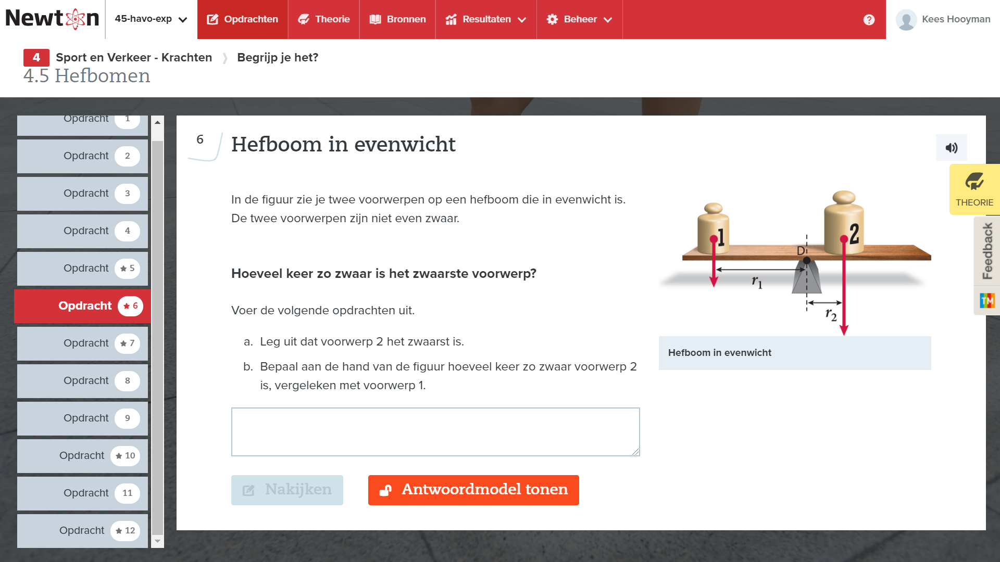 Newton
45-havo-exp
Opdrachten
Theorie
Bronnen
Resultaten
Beheer
?
Kees Hooyman
4 Sport en Verkeer - Krachten ❭ Begrijp je het?
4.5 Hefbomen
Opdracht 1
Opdracht 2
Opdracht 3
Opdracht 4
Opdracht ★ 5
Opdracht ★ 6
Opdracht ★ 7
Opdracht 8
Opdracht 9
Opdracht ★ 10
Opdracht 11
Opdracht ★ 12
6 Hefboom in evenwicht
In de figuur zie je twee voorwerpen op een hefboom die in evenwicht is.
De twee voorwerpen zijn niet even zwaar.
Hoeveel keer zo zwaar is het zwaarste voorwerp?
Voer de volgende opdrachten uit.
a. Leg uit dat voorwerp 2 het zwaarst is.
b. Bepaal aan de hand van de figuur hoeveel keer zo zwaar voorwerp 2
is, vergeleken met voorwerp 1.
Nakijken
Antwoordmodel tonen
1
2
D
r1
r2
Hefboom in evenwicht
THEORIE
Feedback
TM